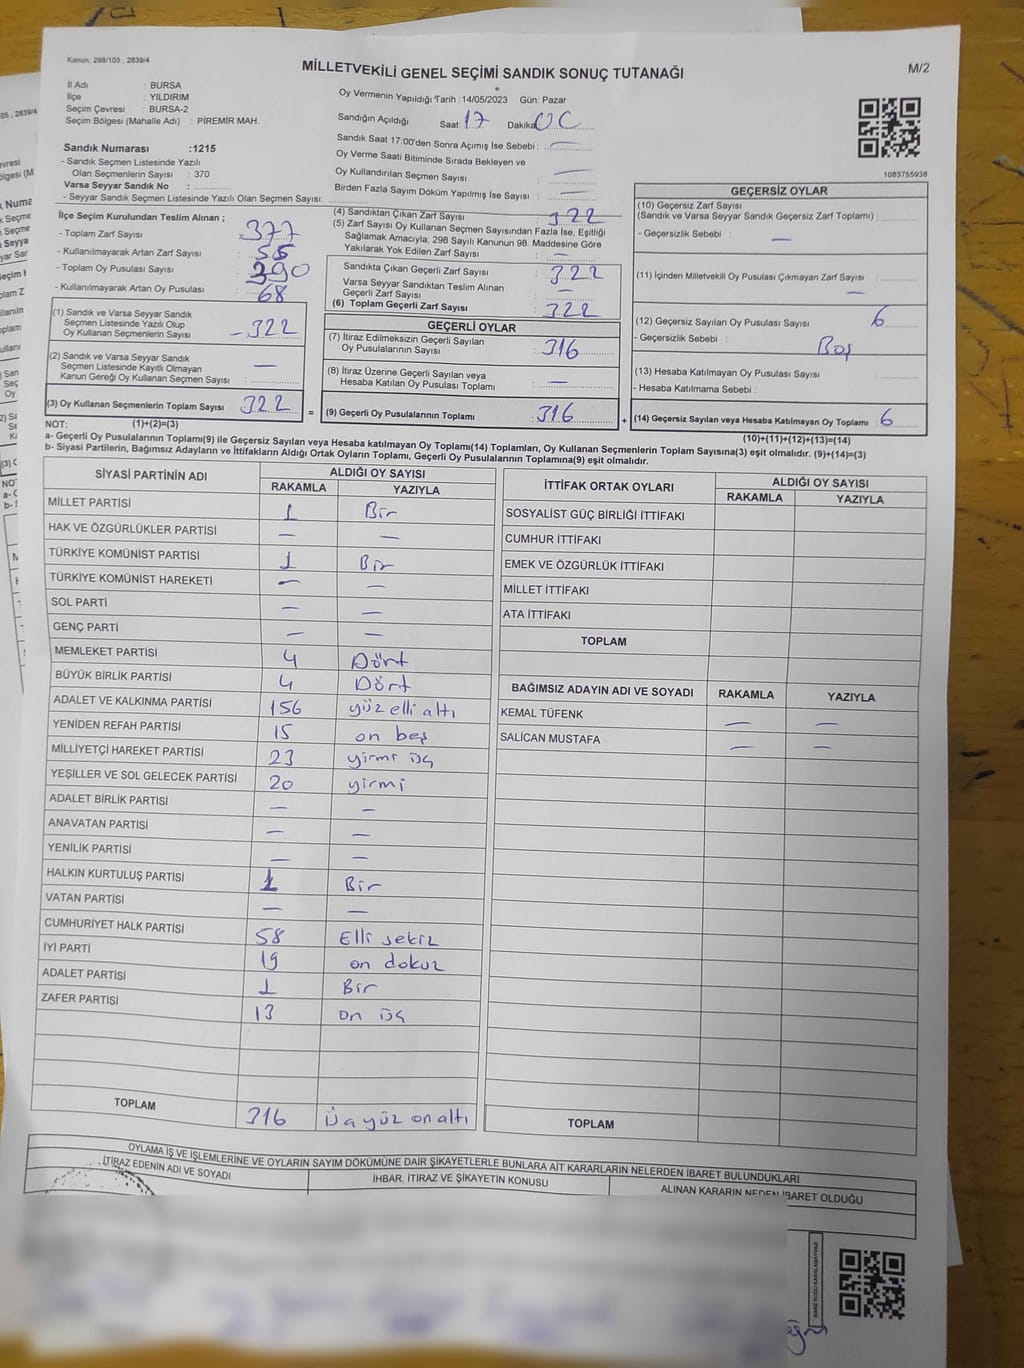 Kanun, 298/105 , 2839/4
MİLLETVEKİLİ GENEL SEÇİMİ SANDIK SONUÇ TUTANAĞI
M/2
İl Adı : BURSA
İlçe : YILDIRIM
Seçim Çevresi : BURSA-2
Seçim Bölgesi (Mahalle Adı) : PİREMİR MAH.
Oy Vermenin Yapıldığı Tarih : 14/05/2023 Gün: Pazar
Sandığın Açıldığı Saat: 17 Dakika:
Sandık Saat 17:00'den Sonra Açımış İse Sebebi : —
Oy Verme Saati Bitiminde Sırada Bekleyen ve
Oy Kullandırılan Seçmen Sayısı : —
Birden Fazla Sayım Döküm Yapılmış İse Sayısı : —
1083755938
Sandık Numarası :1215
- Sandık Seçmen Listesinde Yazılı
Olan Seçmenlerin Sayısı : 370
Varsa Seyyar Sandık No :
- Seyyar Sandık Seçmen Listesinde Yazılı Olan Seçmen Sayısı:
İlçe Seçim Kurulundan Teslim Alınan ;
- Toplam Zarf Sayısı : 377
- Kullanılmayarak Artan Zarf Sayısı : 55
- Toplam Oy Pusulası Sayısı : 390
- Kullanılmayarak Artan Oy Pusulası : 68
(1) Sandık ve Varsa Seyyar Sandık
Seçmen Listesinde Yazılı Olup
Oy Kullanan Seçmenlerin Sayısı – 322
(2) Sandık ve Varsa Seyyar Sandık
Seçmen Listesinde Kayıtlı Olmayan
Kanun Gereği Oy Kullanan Seçmen Sayısı : —
(3) Oy Kullanan Seçmenlerin Toplam Sayısı 322
(4) Sandıktan Çıkan Zarf Sayısı : 322
(5) Zarf Sayısı Oy Kullanan Seçmen Sayısından Fazla İse, Eşitliği
Sağlamak Amacıyla; 298 Sayılı Kanunun 98. Maddesine Göre
Yakılarak Yok Edilen Zarf Sayısı : —
Sandıkta Çıkan Geçerli Zarf Sayısı : 322
Varsa Seyyar Sandıktan Teslim Alınan
Geçerli Zarf Sayısı : —
(6) Toplam Geçerli Zarf Sayısı : 322
GEÇERLİ OYLAR
(7) İtiraz Edilmeksizin Geçerli Sayılan
Oy Pusulalarının Sayısı : 316
(8) İtiraz Üzerine Geçerli Sayılan veya
Hesaba Katılan Oy Pusulası Toplamı : —
= (9) Geçerli Oy Pusulalarının Toplamı : 316 +
GEÇERSİZ OYLAR
(10) Geçersiz Zarf Sayısı
(Sandık ve Varsa Seyyar Sandık Geçersiz Zarf Toplamı) :
- Geçersizlik Sebebi : —
(11) İçinden Milletvekili Oy Pusulası Çıkmayan Zarf Sayısı : —
(12) Geçersiz Sayılan Oy Pusulası Sayısı : 6
- Geçersizlik Sebebi : Boş
(13) Hesaba Katılmayan Oy Pusulası Sayısı :
- Hesaba Katılmama Sebebi :
(14) Geçersiz Sayılan veya Hesaba Katılmayan Oy Toplamı : 6
NOT: (1)+(2)=(3)
(10)+(11)+(12)+(13)=(14)
a- Geçerli Oy Pusulalarının Toplamı(9) ile Geçersiz Sayılan veya Hesaba katılmayan Oy Toplamı(14) Toplamları, Oy Kullanan Seçmenlerin Toplam Sayısına(3) eşit olmalıdır. (9)+(14)=(3)
b- Siyasi Partilerin, Bağımsız Adayların ve İttifakların Aldığı Ortak Oyların Toplamı, Geçerli Oy Pusulalarının Toplamına(9) eşit olmalıdır.
SİYASİ PARTİNİN ADI ALDIĞI OY SAYISI
RAKAMLA YAZIYLA
MİLLET PARTİSİ 1 Bir
HAK VE ÖZGÜRLÜKLER PARTİSİ — —
TÜRKİYE KOMÜNİST PARTİSİ 1 Bir
TÜRKİYE KOMÜNİST HAREKETİ — —
SOL PARTİ — —
GENÇ PARTİ — —
MEMLEKET PARTİSİ 4 Dört
BÜYÜK BİRLİK PARTİSİ 4 Dört
ADALET VE KALKINMA PARTİSİ 156 yüz elli altı
YENİDEN REFAH PARTİSİ 15 on beş
MİLLİYETÇİ HAREKET PARTİSİ 23 yirmi üç
YEŞİLLER VE SOL GELECEK PARTİSİ 20 yirmi
ADALET BİRLİK PARTİSİ — —
ANAVATAN PARTİSİ — —
YENİLİK PARTİSİ — —
HALKIN KURTULUŞ PARTİSİ 1 Bir
VATAN PARTİSİ — —
CUMHURİYET HALK PARTİSİ 58 Elli sekiz
İYİ PARTİ 19 on dokuz
ADALET PARTİSİ 1 Bir
ZAFER PARTİSİ 13 on üç
TOPLAM 316 Üç yüz on altı
İTTİFAK ORTAK OYLARI ALDIĞI OY SAYISI
RAKAMLA YAZIYLA
SOSYALİST GÜÇ BİRLİĞİ İTTİFAKI
CUMHUR İTTİFAKI
EMEK VE ÖZGÜRLÜK İTTİFAKI
MİLLET İTTİFAKI
ATA İTTİFAKI
TOPLAM
BAĞIMSIZ ADAYIN ADI VE SOYADI RAKAMLA YAZIYLA
KEMAL TÜFENK — —
SALİCAN MUSTAFA — —
TOPLAM
OYLAMA İŞ VE İŞLEMLERİNE VE OYLARIN SAYIM DÖKÜMÜNE DAİR ŞİKAYETLERLE BUNLARA AİT KARARLARIN NELERDEN İBARET BULUNDUKLARI
İTİRAZ EDENİN ADI VE SOYADI
İHBAR, İTİRAZ VE ŞİKAYETİN KONUSU
ALINAN KARARIN NEDEN İBARET OLDUĞU